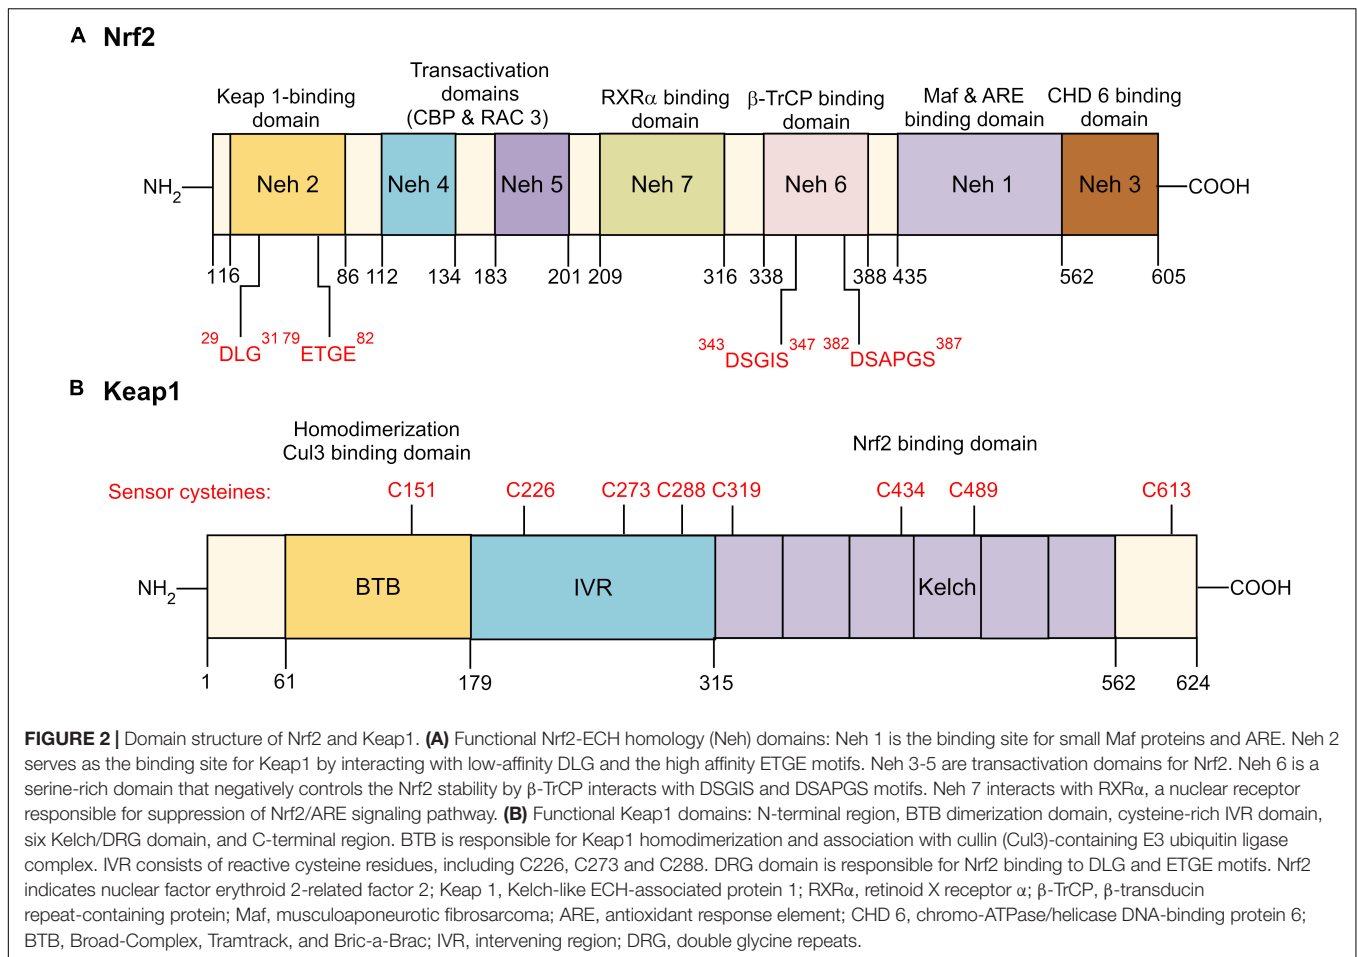 A Nrf2
Transactivation
domains
(CBP & RAC 3)
Keap 1-binding
domain
RXRα binding
domain
β-TrCP binding
domain
Maf & ARE
binding domain
CHD 6 binding
domain
NH2
Neh 2
Neh 4
Neh 5
Neh 7
Neh 6
Neh 1
Neh 3
COOH
1 16 86 112 134 183 201 209 316 338 388 435 562 605
29 DLG 31 79 ETGE 82
343 DSGIS 347 382 DSAPGS 387
B Keap1
Homodimerization
Cul3 binding domain
Nrf2 binding domain
Sensor cysteines: C151 C226 C273 C288 C319 C434 C489 C613
NH2
BTB
IVR
Kelch
COOH
1 61 179 315 562 624
FIGURE 2 | Domain structure of Nrf2 and Keap1. (A) Functional Nrf2-ECH homology (Neh) domains: Neh 1 is the binding site for small Maf proteins and ARE. Neh 2
serves as the binding site for Keap1 by interacting with low-affinity DLG and the high affinity ETGE motifs. Neh 3-5 are transactivation domains for Nrf2. Neh 6 is a
serine-rich domain that negatively controls the Nrf2 stability by β-TrCP interacts with DSGIS and DSAPGS motifs. Neh 7 interacts with RXRα, a nuclear receptor
responsible for suppression of Nrf2/ARE signaling pathway. (B) Functional Keap1 domains: N-terminal region, BTB dimerization domain, cysteine-rich IVR domain,
six Kelch/DRG domain, and C-terminal region. BTB is responsible for Keap1 homodimerization and association with cullin (Cul3)-containing E3 ubiquitin ligase
complex. IVR consists of reactive cysteine residues, including C226, C273 and C288. DRG domain is responsible for Nrf2 binding to DLG and ETGE motifs. Nrf2
indicates nuclear factor erythroid 2-related factor 2; Keap 1, Kelch-like ECH-associated protein 1; RXRα, retinoid X receptor α; β-TrCP, β-transducin
repeat-containing protein; Maf, musculoaponeurotic fibrosarcoma; ARE, antioxidant response element; CHD 6, chromo-ATPase/helicase DNA-binding protein 6;
BTB, Broad-Complex, Tramtrack, and Bric-a-Brac; IVR, intervening region; DRG, double glycine repeats.